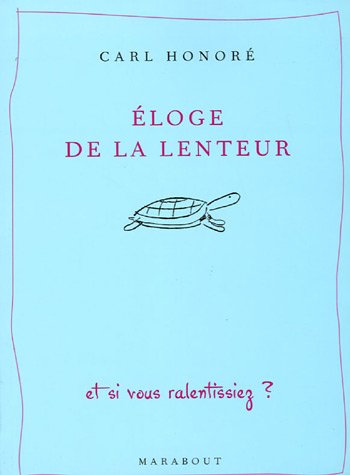 CARL HONORÉ
ÉLOGE
DE LA LENTEUR
et si vous ralentissiez ?
MARABOUT